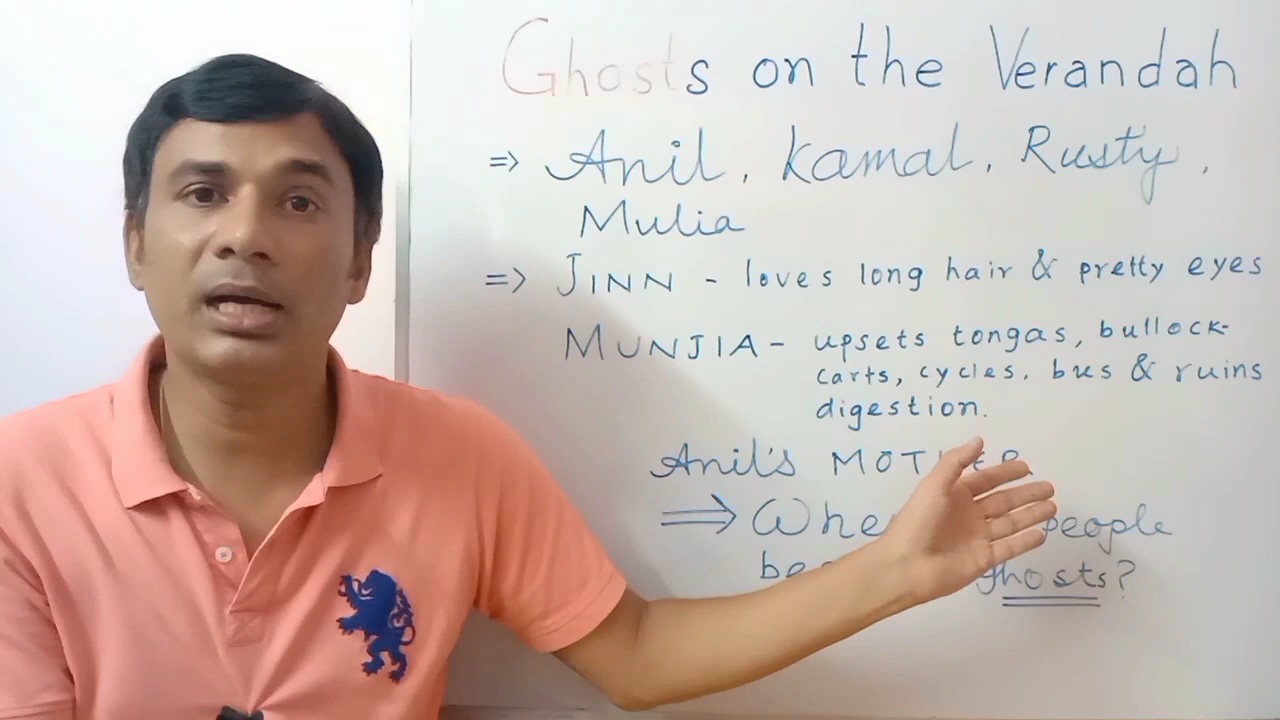 Ghosts on the Verandah
⇒ Anil, Kamal, Rusty,
Mulia
⇒ JINN - loves long hair & pretty eyes
MUNJIA - upsets tongas, bullock-
carts, cycles, bus & ruins
digestion.
Anil's MOTHER
⇒ people
ghosts?